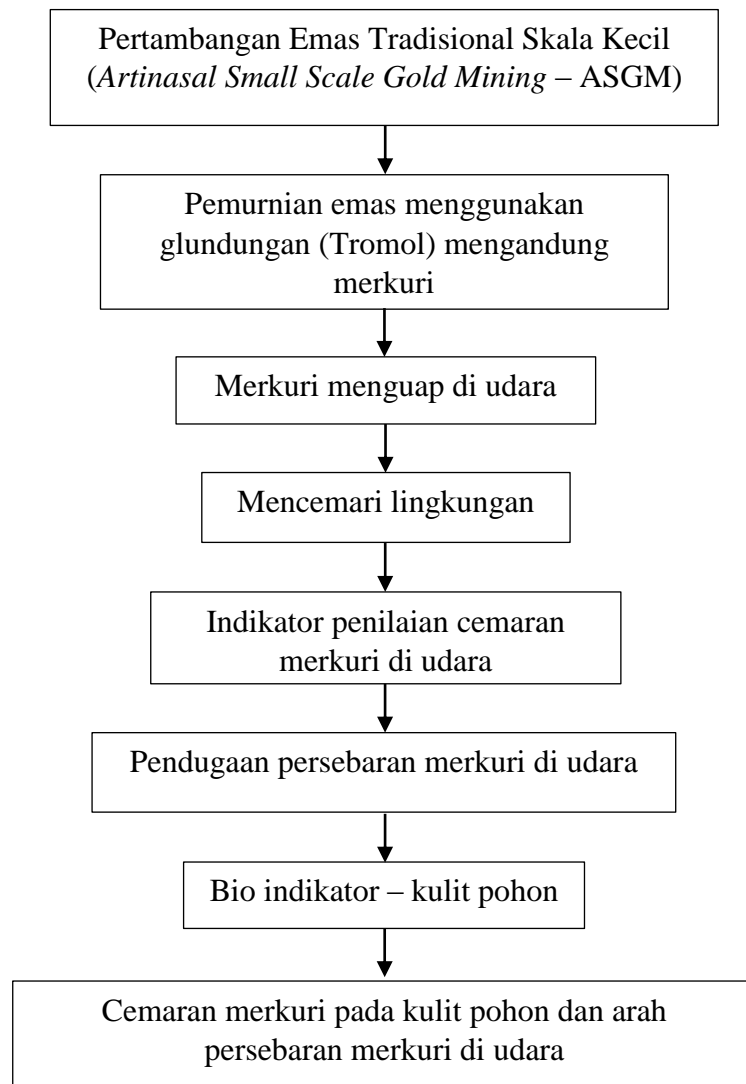 Pertambangan Emas Tradisional Skala Kecil
(Artinasal Small Scale Gold Mining – ASGM)
Pemurnian emas menggunakan
glundungan (Tromol) mengandung
merkuri
Merkuri menguap di udara
Mencemari lingkungan
Indikator penilaian cemaran
merkuri di udara
Pendugaan persebaran merkuri di udara
Bio indikator – kulit pohon
Cemaran merkuri pada kulit pohon dan arah
persebaran merkuri di udara